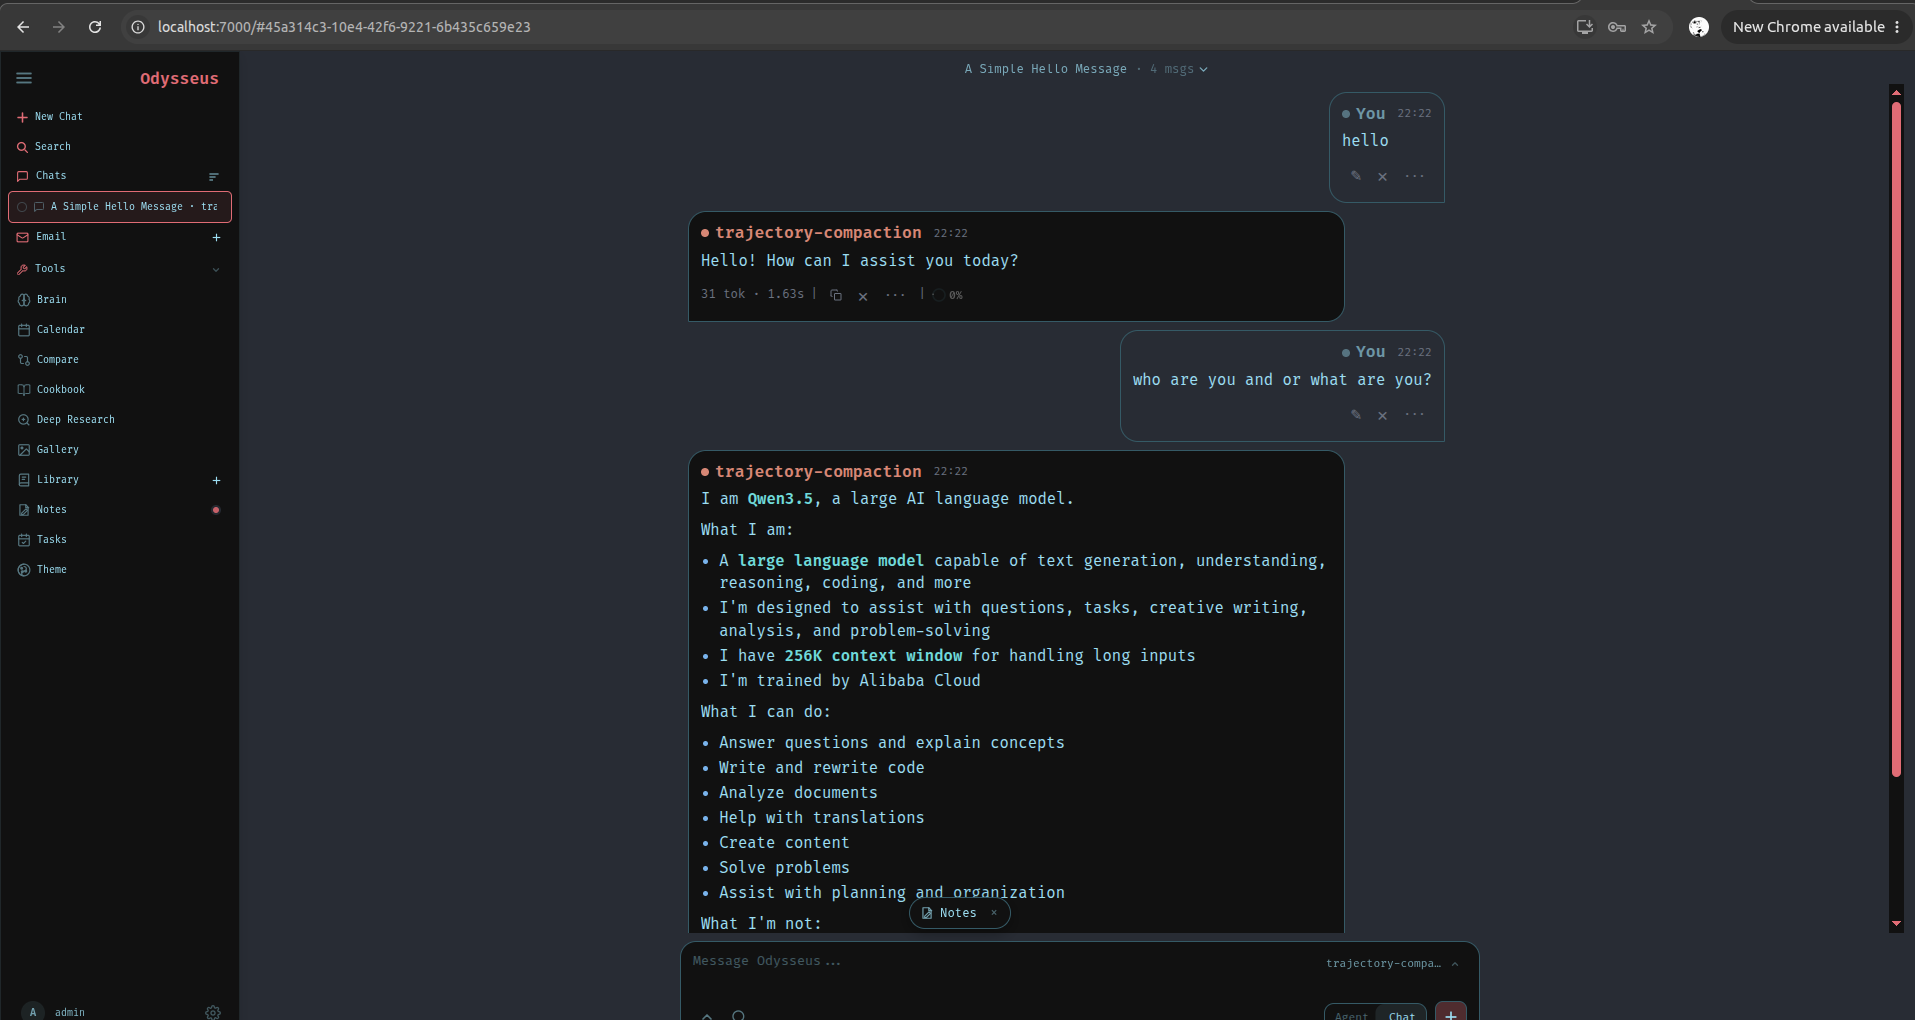 localhost:7000/#45a314c3-10e4-42f6-9221-6b435c659e23
New Chrome available
Odysseus
New Chat
Search
Chats
A Simple Hello Message · tra
Email
Tools
Brain
Calendar
Compare
Cookbook
Deep Research
Gallery
Library
Notes
Tasks
Theme
A admin
A Simple Hello Message · 4 msgs
You 22:22
hello
trajectory-compaction 22:22
Hello! How can I assist you today?
31 tok · 1.63s | ··· | 0%
You 22:22
who are you and or what are you?
trajectory-compaction 22:22
I am Qwen3.5, a large AI language model.
What I am:
• A large language model capable of text generation, understanding,
reasoning, coding, and more
• I'm designed to assist with questions, tasks, creative writing,
analysis, and problem-solving
• I have 256K context window for handling long inputs
• I'm trained by Alibaba Cloud
What I can do:
• Answer questions and explain concepts
• Write and rewrite code
• Analyze documents
• Help with translations
• Create content
• Solve problems
• Assist with planning and organization
What I'm not:
Notes ×
Message Odysseus...
trajectory-compa…
Agent Chat